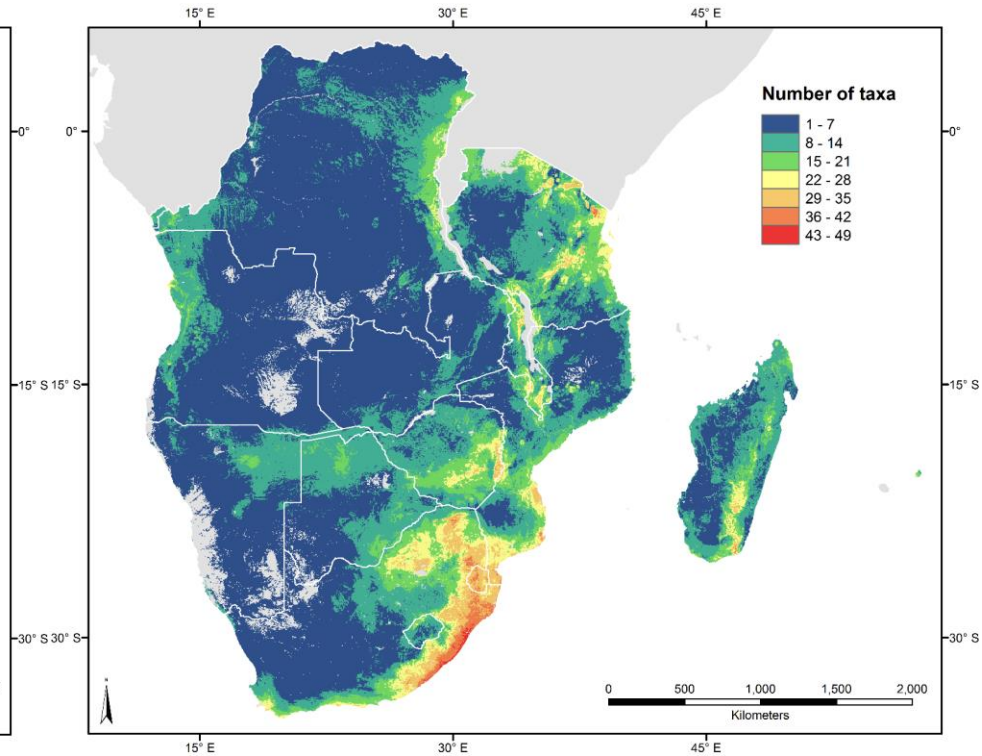 15° E 30° E 45° E
Number of taxa
1 - 7
8 - 14
15 - 21
22 - 28
29 - 35
36 - 42
43 - 49
0° 0° 0°
15° S 15° S 15° S
30° S 30° S 30° S
0 500 1,000 1,500 2,000
Kilometers
15° E 30° E 45° E